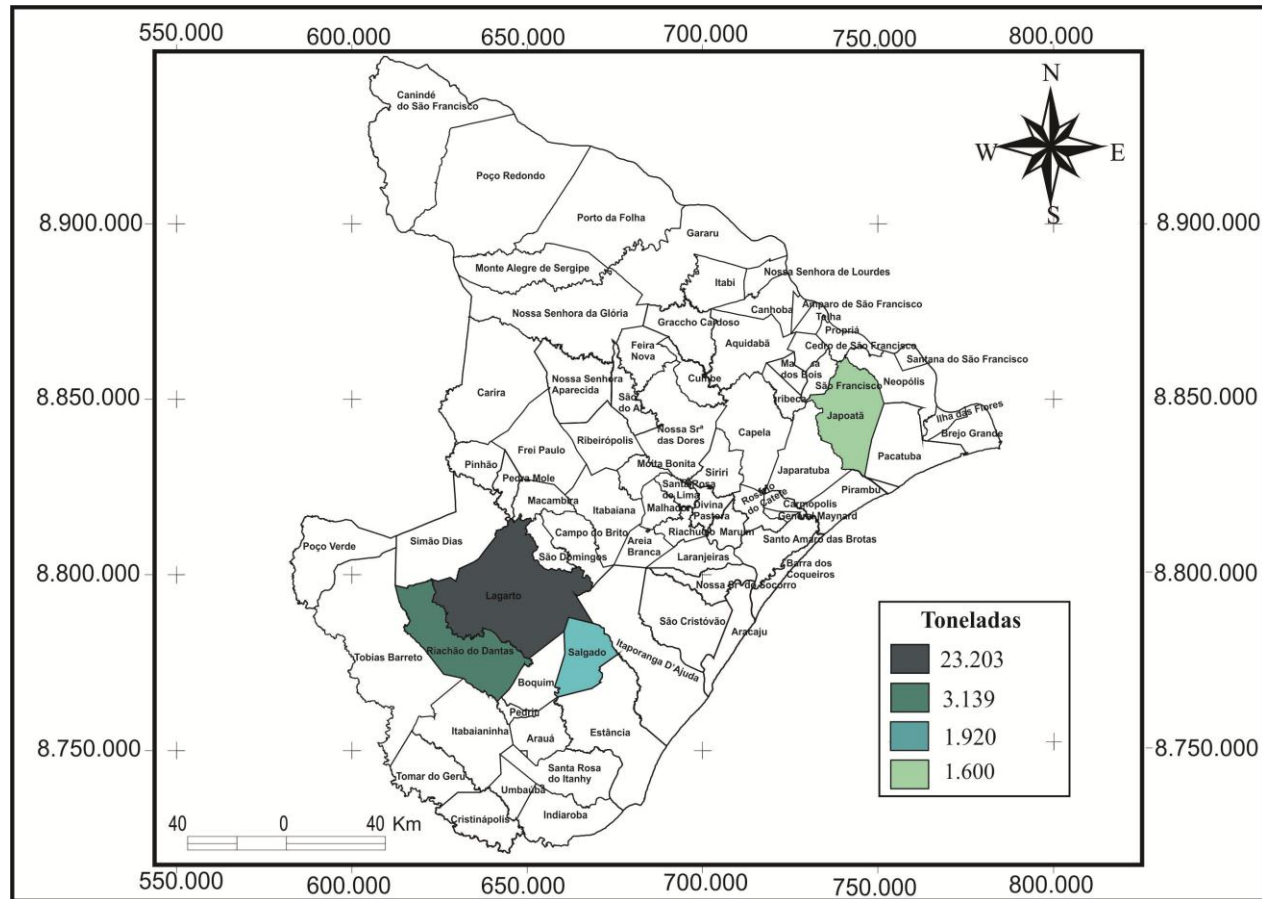 550.000 600.000 650.000 700.000 750.000 800.000
N
W E
S
Canindé
do São Francisco
Poço Redondo
Porto da Folha
8.900.000 8.900.000
Gararu
Monte Alegre de Sergipe
Nossa Senhora de Lourdes
Itabi
Nossa Senhora da Glória
Canhoba
Amparo de São Francisco
Telha
Graccho Cardoso
Propriá
Aquidabã
Cedro de São Francisco
Feira
Nova
Santana do São Francisco
dos Bois
Cumbe
Nossa Senhora
Aparecida
São Francisco
Neópolis
8.850.000 8.850.000
Carira
São
Japoatã
Ilha das Flores
Nossa Srª
das Dores
Capela
Brejo Grande
Ribeirópolis
Frei Paulo
Pacatuba
Pinhão
Moita Bonita
Siriri
Japaratuba
Pedra Mole
Santa Rosa
de Lima
Pirambu
Macambira
Itabaiana
Malhador
Divina
Pastora
Rosário
do Catete
Carmopolis
General Maynard
Campo do Brito
Riachuelo
Maruim
Santo Amaro das Brotas
Poço Verde
Simão Dias
Areia
Branca
São Domingos
Laranjeiras
Barra dos
Coqueiros
8.800.000 8.800.000
Nossa Srª do Socorro
Lagarto
São Cristóvão
Aracaju
Toneladas
23.203
3.139
1.920
1.600
Tobias Barreto
Riachão do Dantas
Salgado
Itaporanga D'Ajuda
Boquim
Itabaianinha
Arauá
Estância
8.750.000 8.750.000
Tomar do Geru
Santa Rosa
do Itanhy
Umbaúba
Cristinápolis
Indiaroba
40 0 40 Km
550.000 600.000 650.000 700.000 750.000 800.000